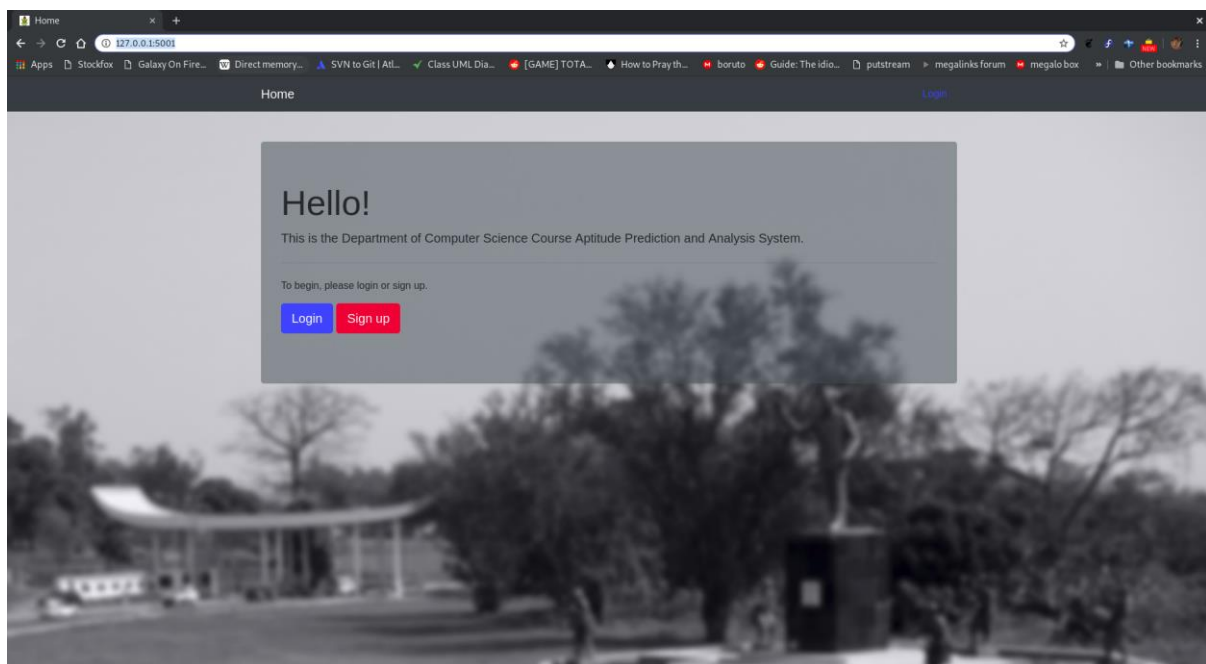 Home
127.0.0.1:5001
Apps Stockfox Galaxy On Fire... Direct memory... SVN to Git | Atl... Class UML Dia... [GAME] TOTA... How to Pray th... boruto Guide: The idio... putstream megalinks forum megalo box » Other bookmarks
Home Login
Hello!
This is the Department of Computer Science Course Aptitude Prediction and Analysis System.
To begin, please login or sign up.
Login Sign up